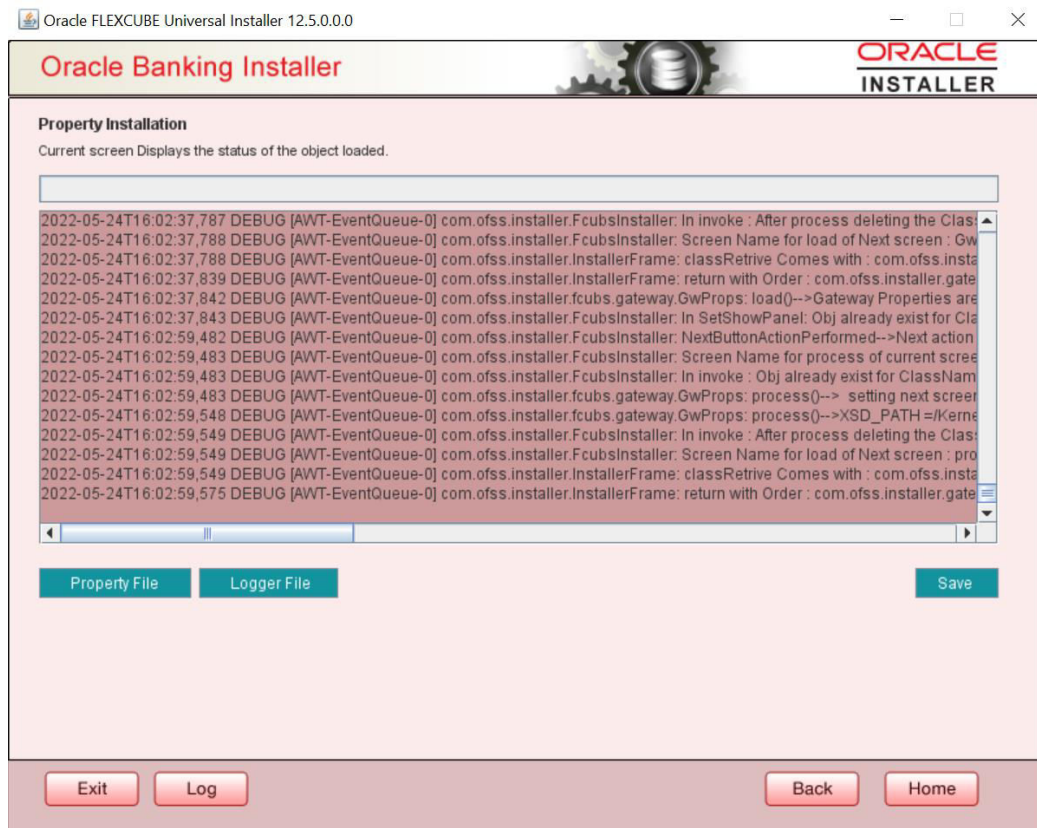 Oracle FLEXCUBE Universal Installer 12.5.0.0.0
Oracle Banking Installer
ORACLE
INSTALLER
Property Installation
Current screen Displays the status of the object loaded.
2022-05-24T16:02:37,787 DEBUG [AWT-EventQueue-0] com.ofss.installer.FcubsInstaller: In invoke : After process deleting the Clas
2022-05-24T16:02:37,788 DEBUG [AWT-EventQueue-0] com.ofss.installer.FcubsInstaller: Screen Name for load of Next screen : Gw
2022-05-24T16:02:37,788 DEBUG [AWT-EventQueue-0] com.ofss.installer.InstallerFrame: classRetrive Comes with : com.ofss.insta
2022-05-24T16:02:37,839 DEBUG [AWT-EventQueue-0] com.ofss.installer.InstallerFrame: return with Order : com.ofss.installer.gate
2022-05-24T16:02:37,842 DEBUG [AWT-EventQueue-0] com.ofss.installer.fcubs.gateway.GwProps: load()-->Gateway Properties are
2022-05-24T16:02:37,843 DEBUG [AWT-EventQueue-0] com.ofss.installer.FcubsInstaller: In SetShowPanel: Obj already exist for Cla
2022-05-24T16:02:59,482 DEBUG [AWT-EventQueue-0] com.ofss.installer.FcubsInstaller: NextButtonActionPerformed-->Next action
2022-05-24T16:02:59,483 DEBUG [AWT-EventQueue-0] com.ofss.installer.FcubsInstaller: Screen Name for process of current scree
2022-05-24T16:02:59,483 DEBUG [AWT-EventQueue-0] com.ofss.installer.FcubsInstaller: In invoke : Obj already exist for ClassNam
2022-05-24T16:02:59,483 DEBUG [AWT-EventQueue-0] com.ofss.installer.fcubs.gateway.GwProps: process()--> setting next screen
2022-05-24T16:02:59,548 DEBUG [AWT-EventQueue-0] com.ofss.installer.fcubs.gateway.GwProps: process()-->XSD_PATH =/Kerne
2022-05-24T16:02:59,549 DEBUG [AWT-EventQueue-0] com.ofss.installer.FcubsInstaller: In invoke : After process deleting the Clas
2022-05-24T16:02:59,549 DEBUG [AWT-EventQueue-0] com.ofss.installer.FcubsInstaller: Screen Name for load of Next screen : pro
2022-05-24T16:02:59,549 DEBUG [AWT-EventQueue-0] com.ofss.installer.InstallerFrame: classRetrive Comes with : com.ofss.insta
2022-05-24T16:02:59,575 DEBUG [AWT-EventQueue-0] com.ofss.installer.InstallerFrame: return with Order : com.ofss.installer.gate
Property File Logger File Save
Exit Log Back Home